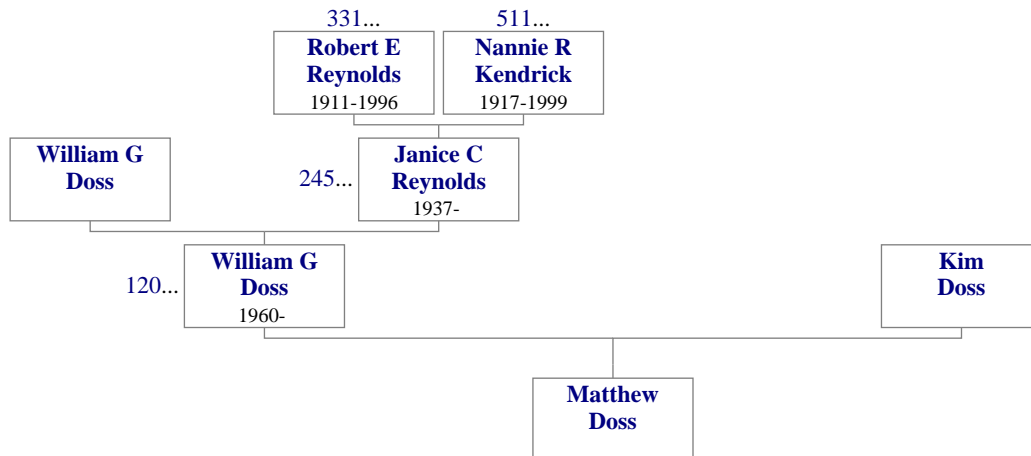 331... 511...
Robert E
Reynolds
1911-1996
Nannie R
Kendrick
1917-1999
William G
Doss
245...
Janice C
Reynolds
1937-
120...
William G
Doss
1960-
Kim
Doss
Matthew
Doss